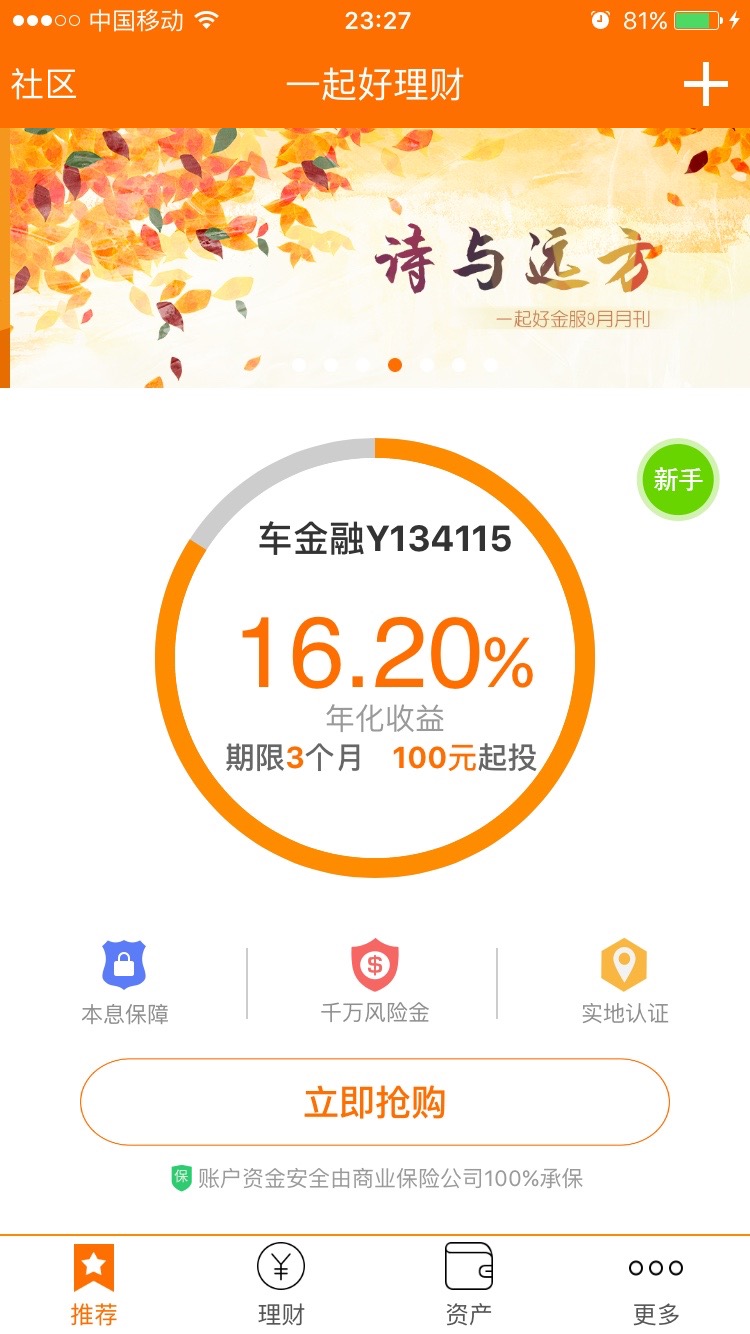 中国移动 23:27 81%
社区 一起好理财
诗与远方
一起好金服9月月刊
新手
车金融Y134115
16.20%
年化收益
期限3个月 100元起投
本息保障 千万风险金 实地认证
立即抢购
保 账户资金安全由商业保险公司100%承保
推荐 理财 资产 更多